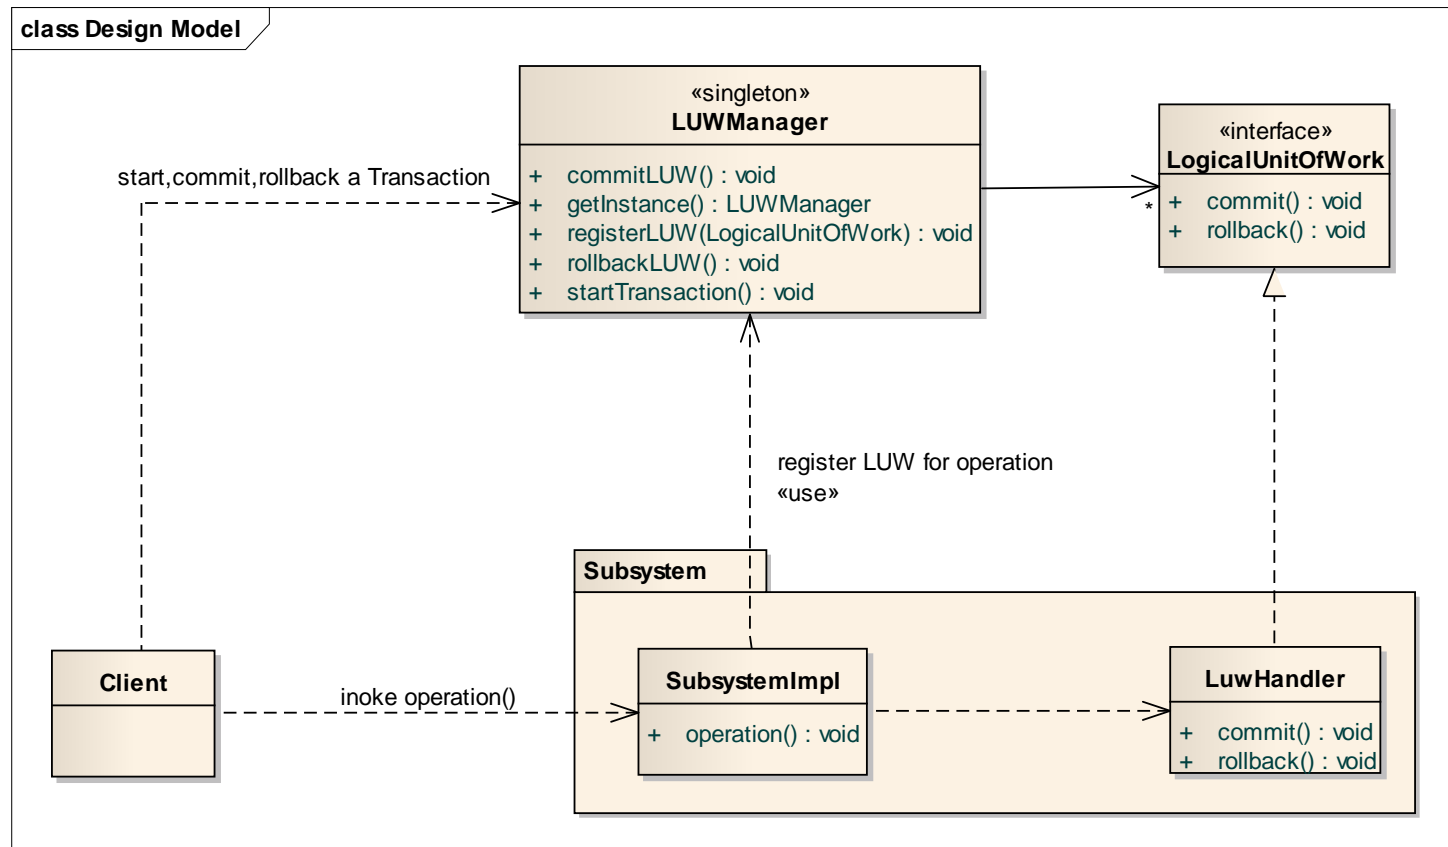 class Design Model
«singleton»
LUWManager
+ commitLUW() : void
+ getInstance() : LUWManager
+ registerLUW(LogicalUnitOfWork) : void
+ rollbackLUW() : void
+ startTransaction() : void
«interface»
LogicalUnitOfWork
+ commit() : void
+ rollback() : void
*
start,commit,rollback a Transaction
register LUW for operation
«use»
Subsystem
Client
inoke operation()
SubsystemImpl
+ operation() : void
LuwHandler
+ commit() : void
+ rollback() : void